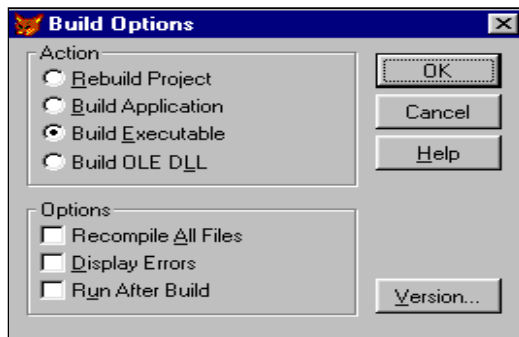 Build Options
Action
Rebuild Project
Build Application
Build Executable
Build OLE DLL
OK
Cancel
Help
Options
Recompile All Files
Display Errors
Run After Build
Version...